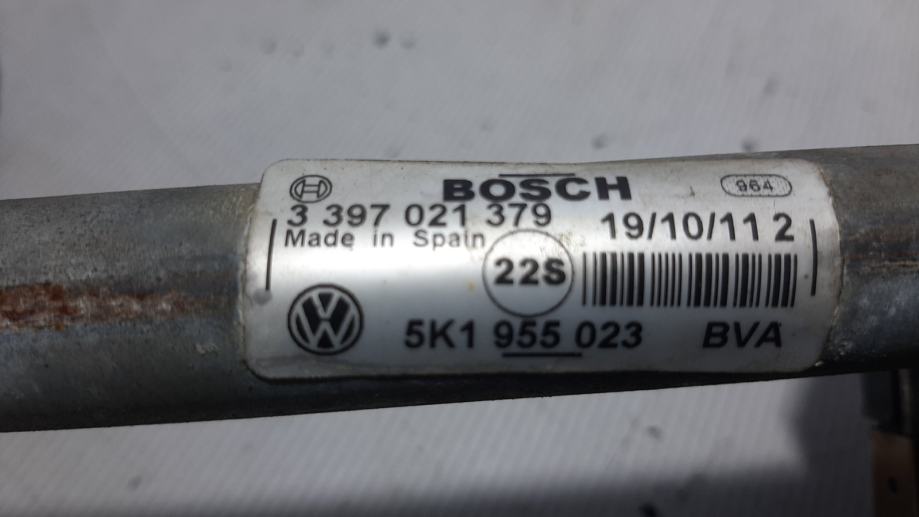 BOSCH 964
3 397 021 379 19/10/11 2
Made in Spain
22S
5K1 955 023 BVA